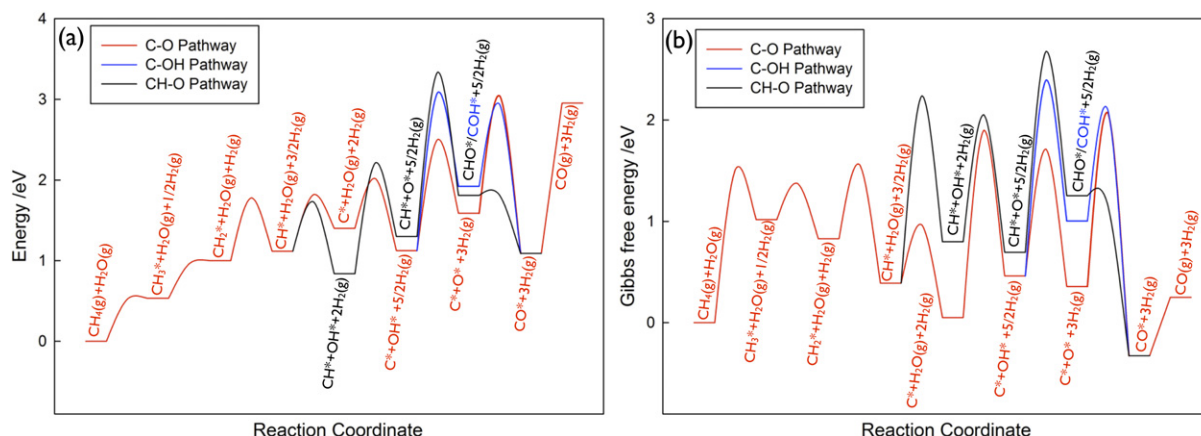 (a)
C-O Pathway
C-OH Pathway
CH-O Pathway
Energy /eV
4
3
2
1
0
CH₄(g)+H₂O(g)
CH₃*+H₂O(g)+1/2H₂(g)
CH₂*+H₂O(g)+H₂(g)
CH*+H₂O(g)+3/2H₂(g)
CH*+OH*+2H₂(g)
C*+H₂O(g)+2H₂(g)
C*+OH* +5/2H₂(g)
CH*+O*+5/2H₂(g)
C*+O* +3H₂(g)
CHO*/COH*+5/2H₂(g)
CO*+3H₂(g)
CO(g)+3H₂(g)
Reaction Coordinate
(b)
C-O Pathway
C-OH Pathway
CH-O Pathway
Gibbs free energy/eV
3
2
1
0
CH₄(g)+H₂O(g)
CH₃*+H₂O(g)+1/2H₂(g)
CH₂*+H₂O(g)+H₂(g)
CH*+H₂O(g)+3/2H₂(g)
C*+H₂O(g)+2H₂(g)
CH*+OH*+2H₂(g)
C*+OH* +5/2H₂(g)
CH*+O*+5/2H₂(g)
C*+O* +3H₂(g)
CHO*/COH*+5/2H₂(g)
CO*+3H₂(g)
CO(g)+3H₂(g)
Reaction Coordinate